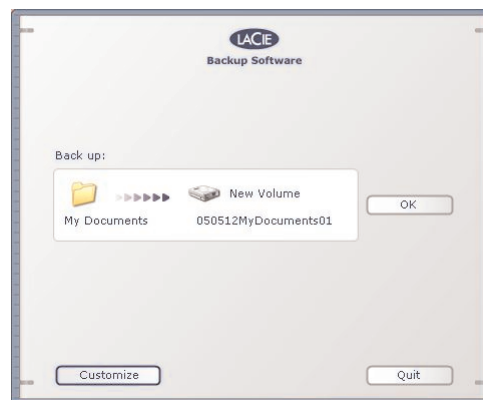 LACIE
Backup Software
Back up:
New Volume
My Documents
050512MyDocuments01
OK
Customize
Quit